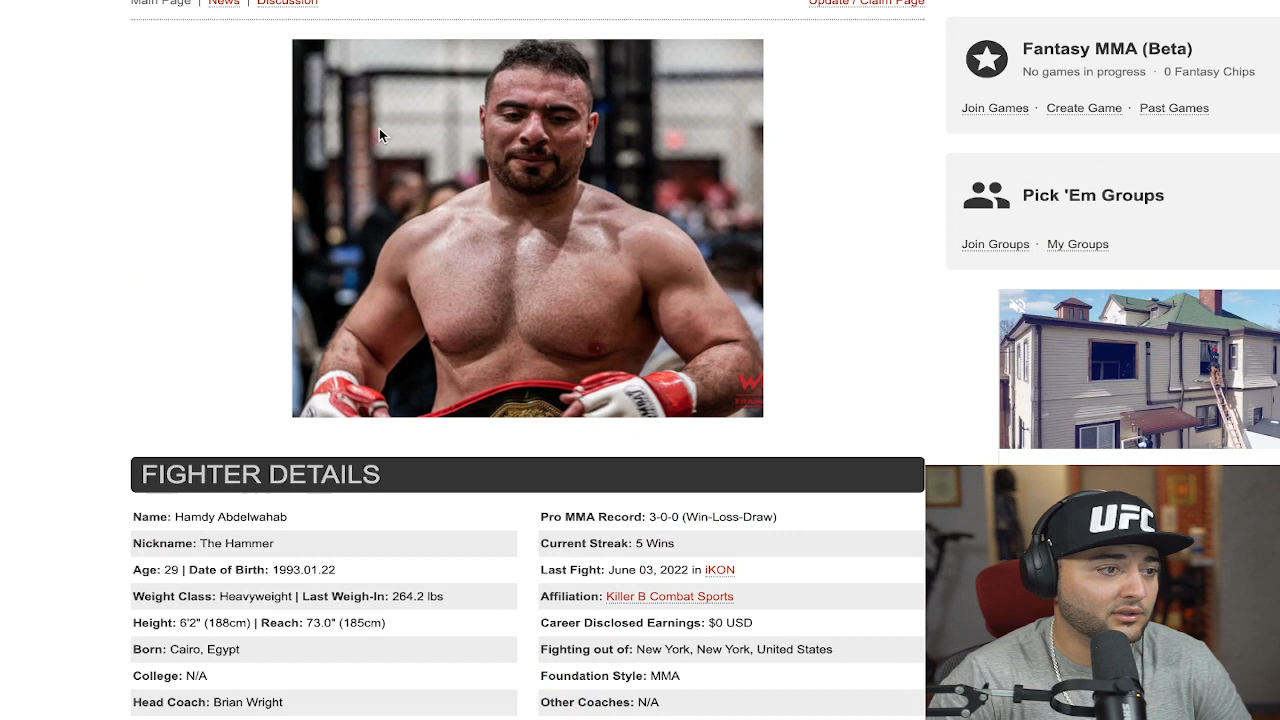 Main Page | News | Discussion
Update / Claim Page
Fantasy MMA (Beta)
No games in progress · 0 Fantasy Chips
Join Games · Create Game · Past Games
Pick 'Em Groups
Join Groups · My Groups
W
FIGHTER DETAILS
Name: Hamdy Abdelwahab
Pro MMA Record: 3-0-0 (Win-Loss-Draw)
Nickname: The Hammer
Current Streak: 5 Wins
Age: 29 | Date of Birth: 1993.01.22
Last Fight: June 03, 2022 in iKON
Weight Class: Heavyweight | Last Weigh-In: 264.2 lbs
Affiliation: Killer B Combat Sports
Height: 6'2" (188cm) | Reach: 73.0" (185cm)
Career Disclosed Earnings: $0 USD
Born: Cairo, Egypt
Fighting out of: New York, New York, United States
College: N/A
Foundation Style: MMA
Head Coach: Brian Wright
Other Coaches: N/A
UFC